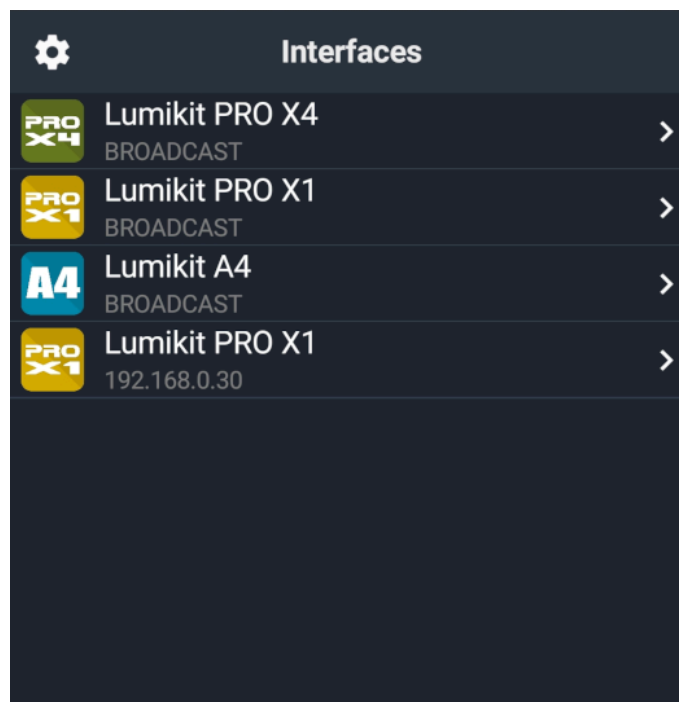 Interfaces
PRO X4
Lumikit PRO X4
BROADCAST
PRO X1
Lumikit PRO X1
BROADCAST
A4
Lumikit A4
BROADCAST
PRO X1
Lumikit PRO X1
192.168.0.30